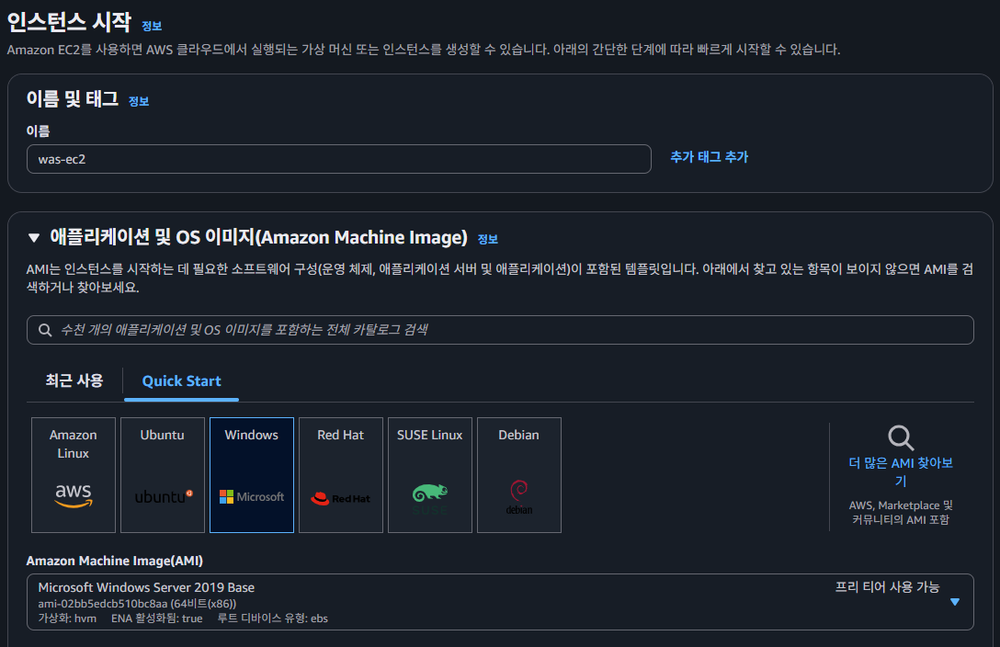 인스턴스 시작 정보
Amazon EC2를 사용하면 AWS 클라우드에서 실행되는 가상 머신 또는 인스턴스를 생성할 수 있습니다. 아래의 간단한 단계에 따라 빠르게 시작할 수 있습니다.
이름 및 태그 정보
이름
was-ec2
추가 태그 추가
애플리케이션 및 OS 이미지(Amazon Machine Image) 정보
AMI는 인스턴스를 시작하는 데 필요한 소프트웨어 구성(운영 체제, 애플리케이션 서버 및 애플리케이션)이 포함된 템플릿입니다. 아래에서 찾고 있는 항목이 보이지 않으면 AMI를 검
색하거나 찾아보세요.
수천 개의 애플리케이션 및 OS 이미지를 포함하는 전체 카탈로그 검색
최근 사용
Quick Start
Amazon
Linux
aws
Ubuntu
ubuntu
Windows
Microsoft
Red Hat
Red Hat
SUSE Linux
SUSE
Debian
debian
더 많은 AMI 찾아보
기
AWS, Marketplace 및
커뮤니티의 AMI 포함
Amazon Machine Image(AMI)
Microsoft Windows Server 2019 Base
프리 티어 사용 가능
ami-02bb5edcb510bc8aa (64비트(x86))
가상화: hvm ENA 활성화됨: true 루트 디바이스 유형: ebs